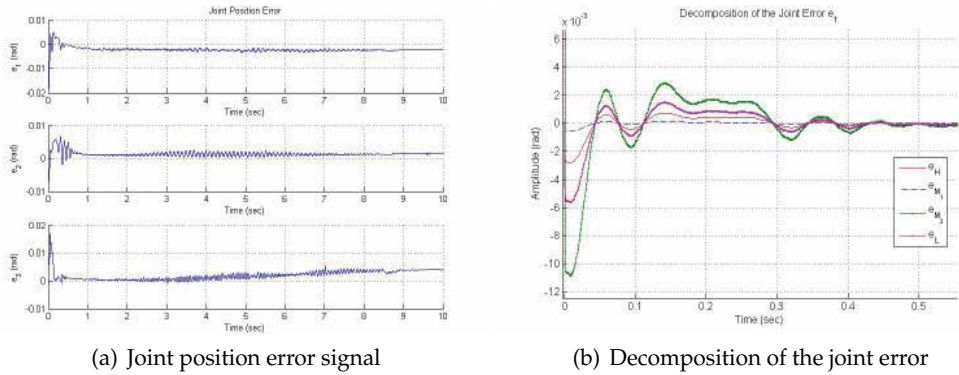 Joint Position Error
0.01
0
-0.01
-0.02
e1 (rad)
0 1 2 3 4 5 6 7 8 9 10
Time (sec)
0.01
0
-0.01
e2 (rad)
0 1 2 3 4 5 6 7 8 9 10
Time (sec)
0.02
0.01
0
-0.01
e3 (rad)
0 1 2 3 4 5 6 7 8 9 10
Time (sec)
(a) Joint position error signal
x 10-3
Decomposition of the Joint Error e1
6
4
2
0
-2
-4
-6
-8
-10
-12
Amplitude (rad)
eH
eM1
eM2
eL
0 0.1 0.2 0.3 0.4 0.5
Time (sec)
(b) Decomposition of the joint error